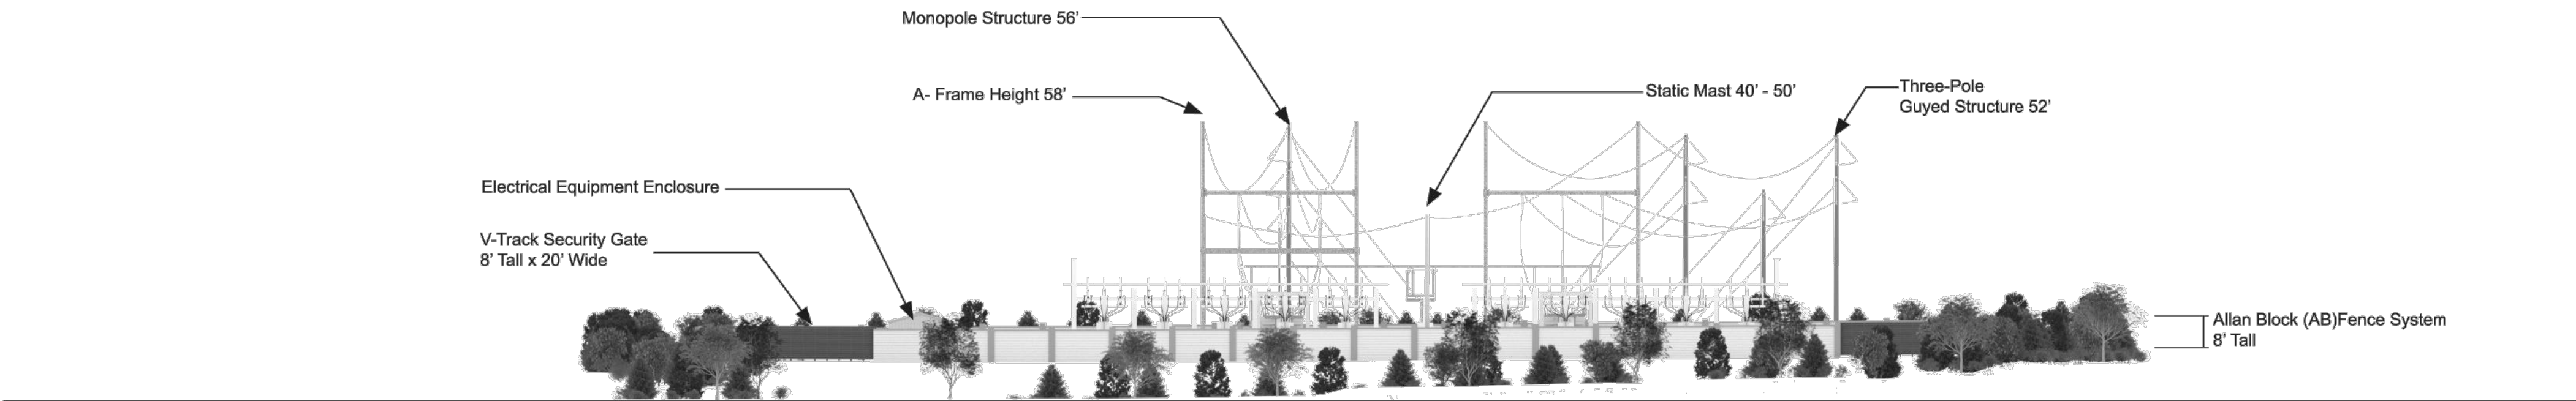 Monopole Structure 56’
A- Frame Height 58’
Static Mast 40’ - 50’
Three-Pole
Guyed Structure 52’
Electrical Equipment Enclosure
V-Track Security Gate
8’ Tall x 20’ Wide
Allan Block (AB)Fence System
8’ Tall